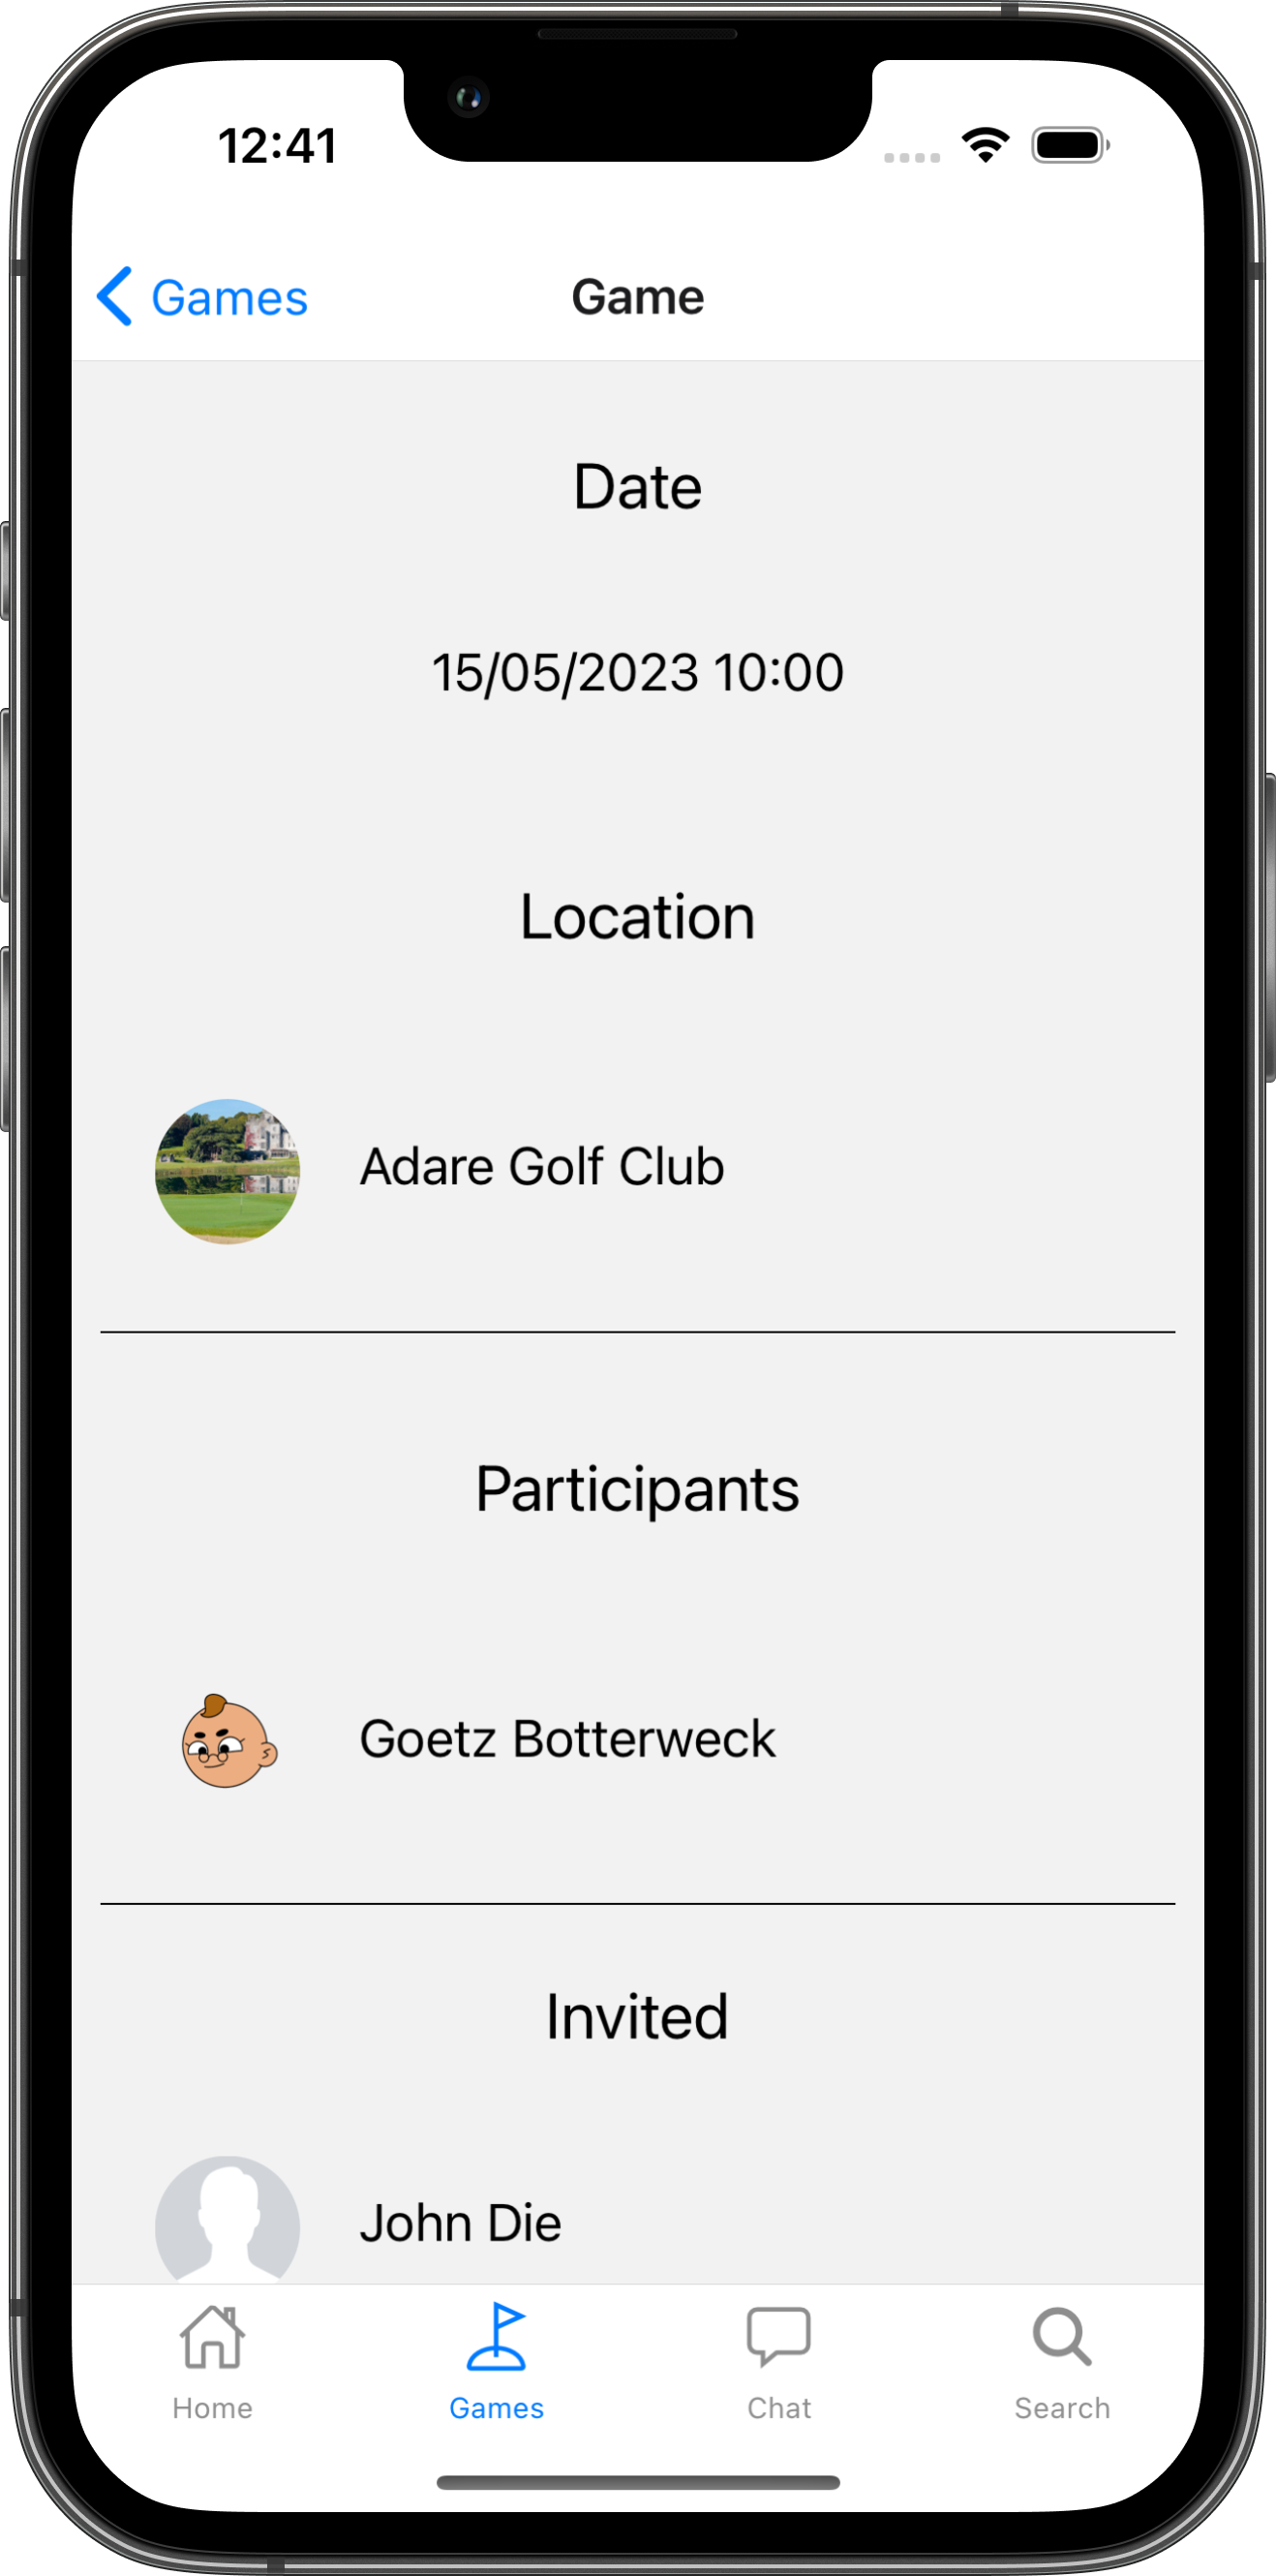 12:41
Games
Game
Date
15/05/2023 10:00
Location
Adare Golf Club
Participants
Goetz Botterweck
Invited
John Die
Home
Games
Chat
Search